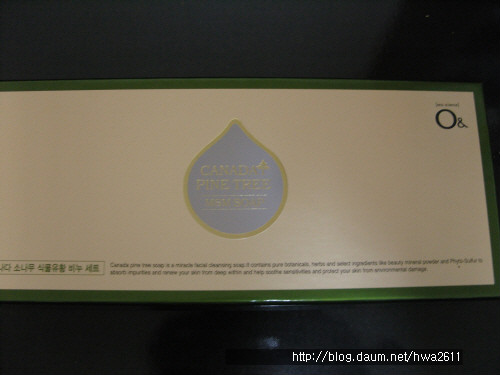 O&
CANADA
PINE TREE
나다 소나무 식물유황 비누 세트
Canada pine tree soap is a miracle facial cleansing soap, it contains pure botanicals, herbs and select ingredients like beauty mineral powder and Phyto-Sulfur to
absorb impurities and renew your skin from deep within and help soothe sensitivities and protect your skin from environmental damage.
http://blog.daum.net/hwa2611